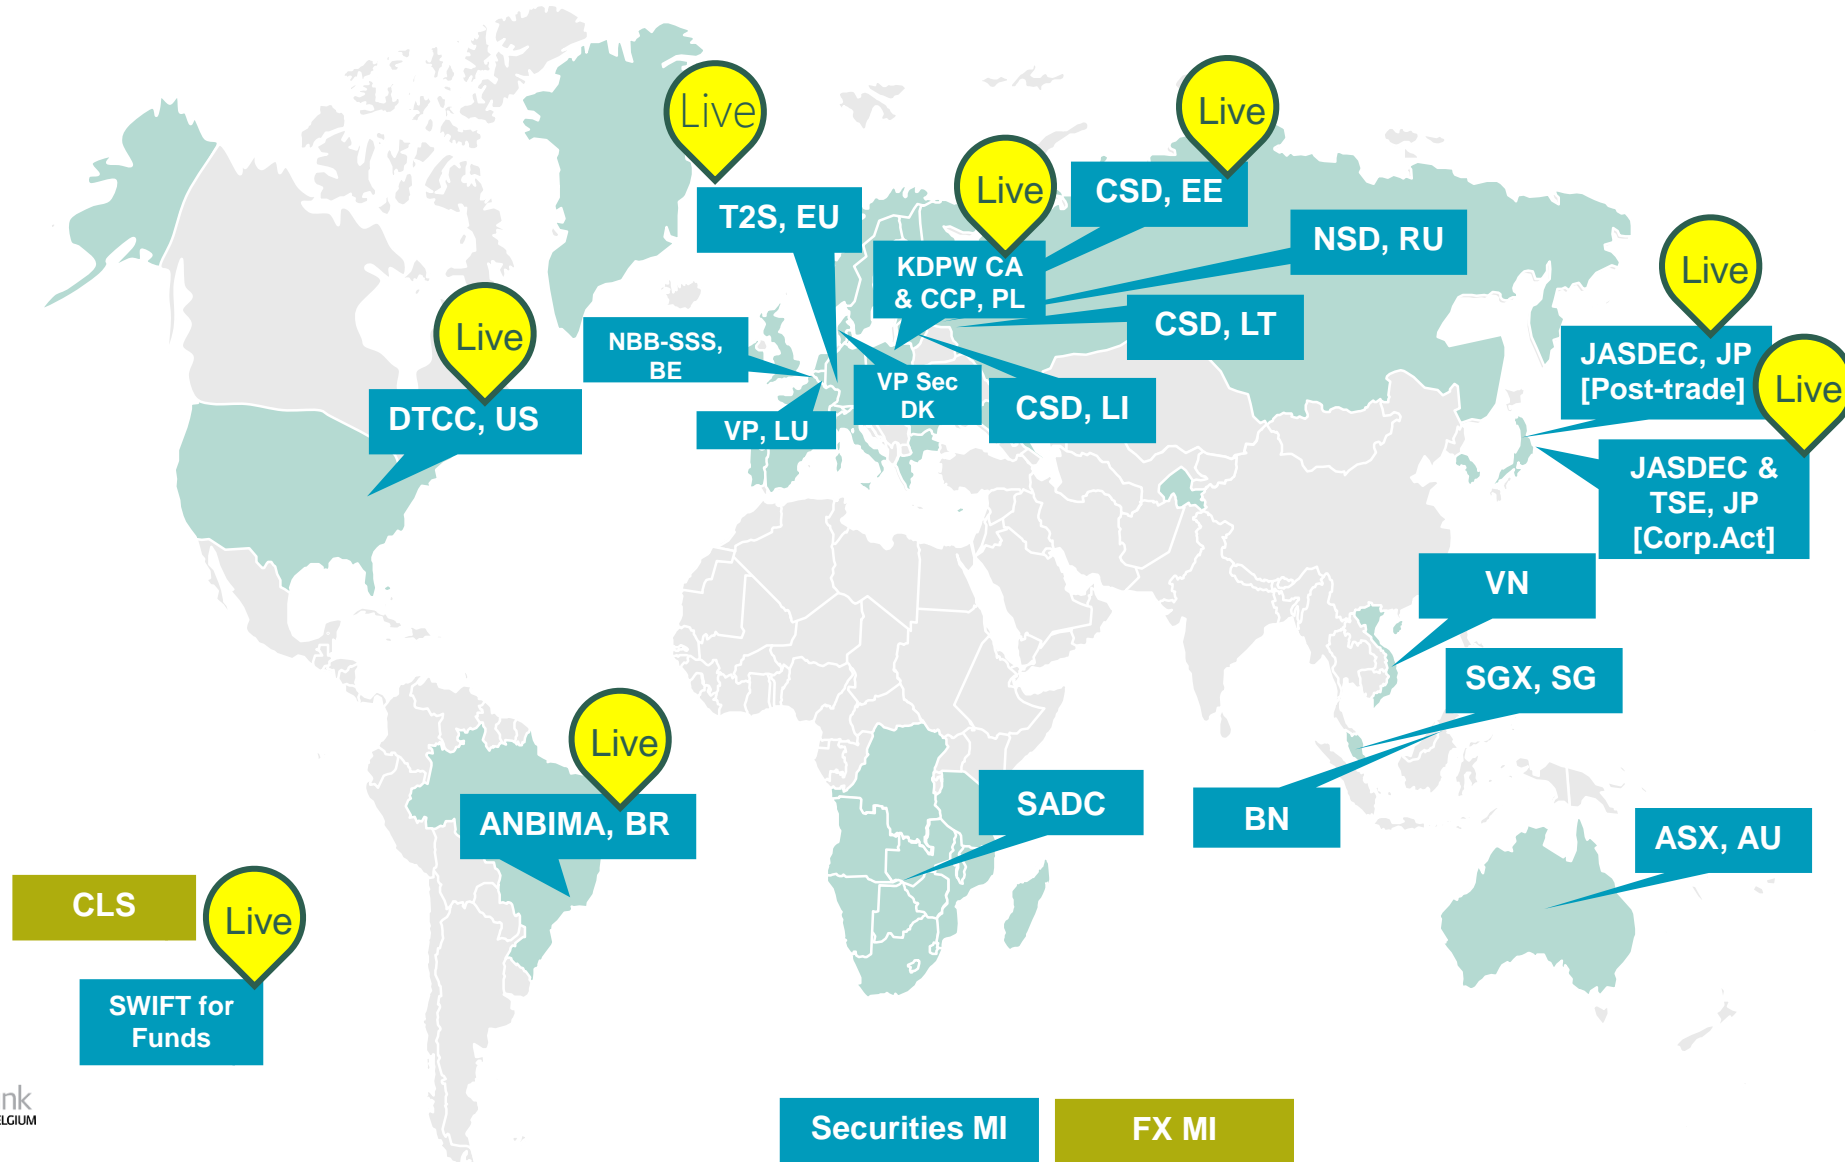 Live
T2S, EU
Live
KDPW CA
& CCP, PL
Live
CSD, EE
NSD, RU
CSD, LT
CSD, LI
VP Sec
DK
NBB-SSS,
BE
VP, LU
Live
DTCC, US
Live
JASDEC, JP
[Post-trade]
Live
JASDEC &
TSE, JP
[Corp.Act]
VN
SGX, SG
BN
SADC
ASX, AU
Live
ANBIMA, BR
CLS
Live
SWIFT for
Funds
Securities MI
FX MI